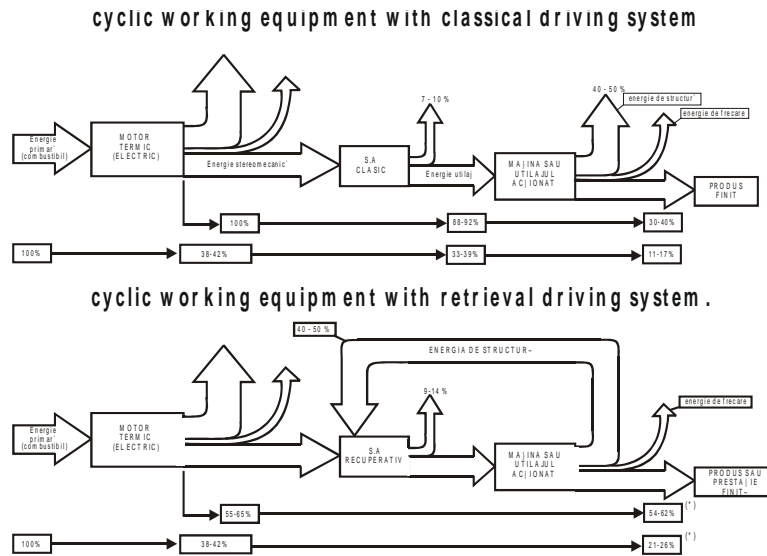 cyclic working equipment with classical driving system
7-10 %
40 - 50 %
energie de structur˘
energie de frecare
Energie
primar˘
(combustibil)
MOTOR
TERMIC
(ELECTRIC)
Energie stereomecanic˘
S.A
CLASIC
Energie utilaj
MA}INA SAU
UTILAJUL
AC|IONAT
PRODUS
FINIT
100%
88-92%
30-40%
100%
38-42%
33-39%
11-17%
cyclic working equipment with retrieval driving system.
40 - 50 %
ENERGIA DE STRUCTUR~
9-14 %
energie de frecare
Energie
primar˘
(combustibil)
MOTOR
TERMIC
(ELECTRIC)
S.A
RECUPERATIV
MA}INA SAU
UTILAJUL
AC|IONAT
PRODUS SAU
PRESTA|IE
FINIT~
55-65%
54-62%
(*)
100%
38-42%
21-26%
(*)